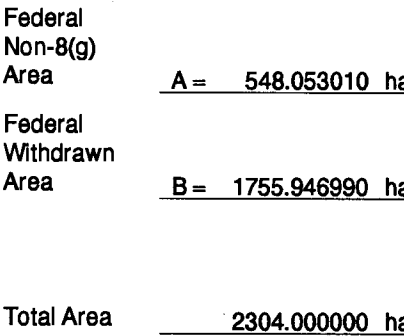 Federal
Non-8(g)
Area A = 548.053010 ha
Federal
Withdrawn
Area B = 1755.946990 ha
Total Area 2304.000000 ha